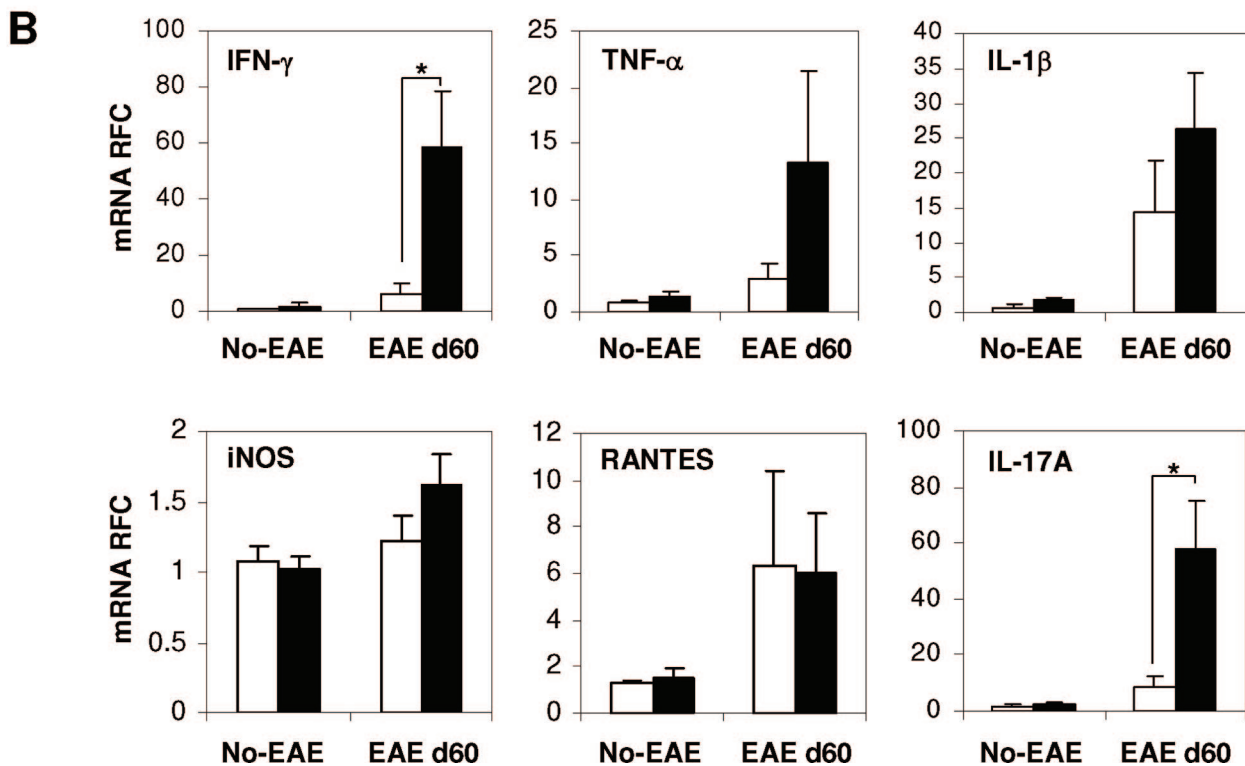 B
IFN-γ
mRNA RFC
100
80
60
40
20
0
*
No-EAE EAE d60
TNF-α
25
20
15
10
5
0
No-EAE EAE d60
IL-1β
40
35
30
25
20
15
10
5
0
No-EAE EAE d60
iNOS
mRNA RFC
2
1.5
1
0.5
0
No-EAE EAE d60
RANTES
12
10
8
6
4
2
0
No-EAE EAE d60
IL-17A
100
80
60
40
20
0
*
No-EAE EAE d60